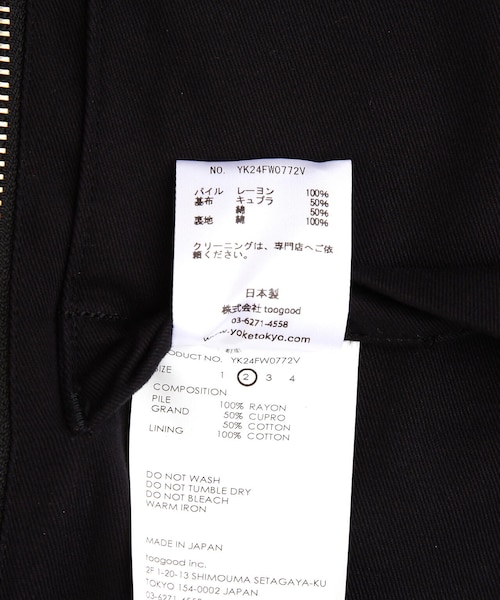 NO. YK24FW0772V
パイル レーヨン 100%
基布 キュプラ 50%
綿 50%
裏地 綿 100%
クリーニングは、専門店へご依
細ください。
日本製
株式会社 toogood
03-6271-4558
www.yoketokyo.com
PRODUCT NO. YK24FW0772V
SIZE 1 2 3 4
COMPOSITION
PILE 100% RAYON
GRAND 50% CUPRO
50% COTTON
LINING 100% COTTON
DO NOT WASH
DO NOT TUMBLE DRY
DO NOT BLEACH
WARM IRON
MADE IN JAPAN
toogood inc.
2F 1-20-13 SHIMOUMA SETAGAYA-KU
TOKYO 154-0002 JAPAN
03-6271-4558